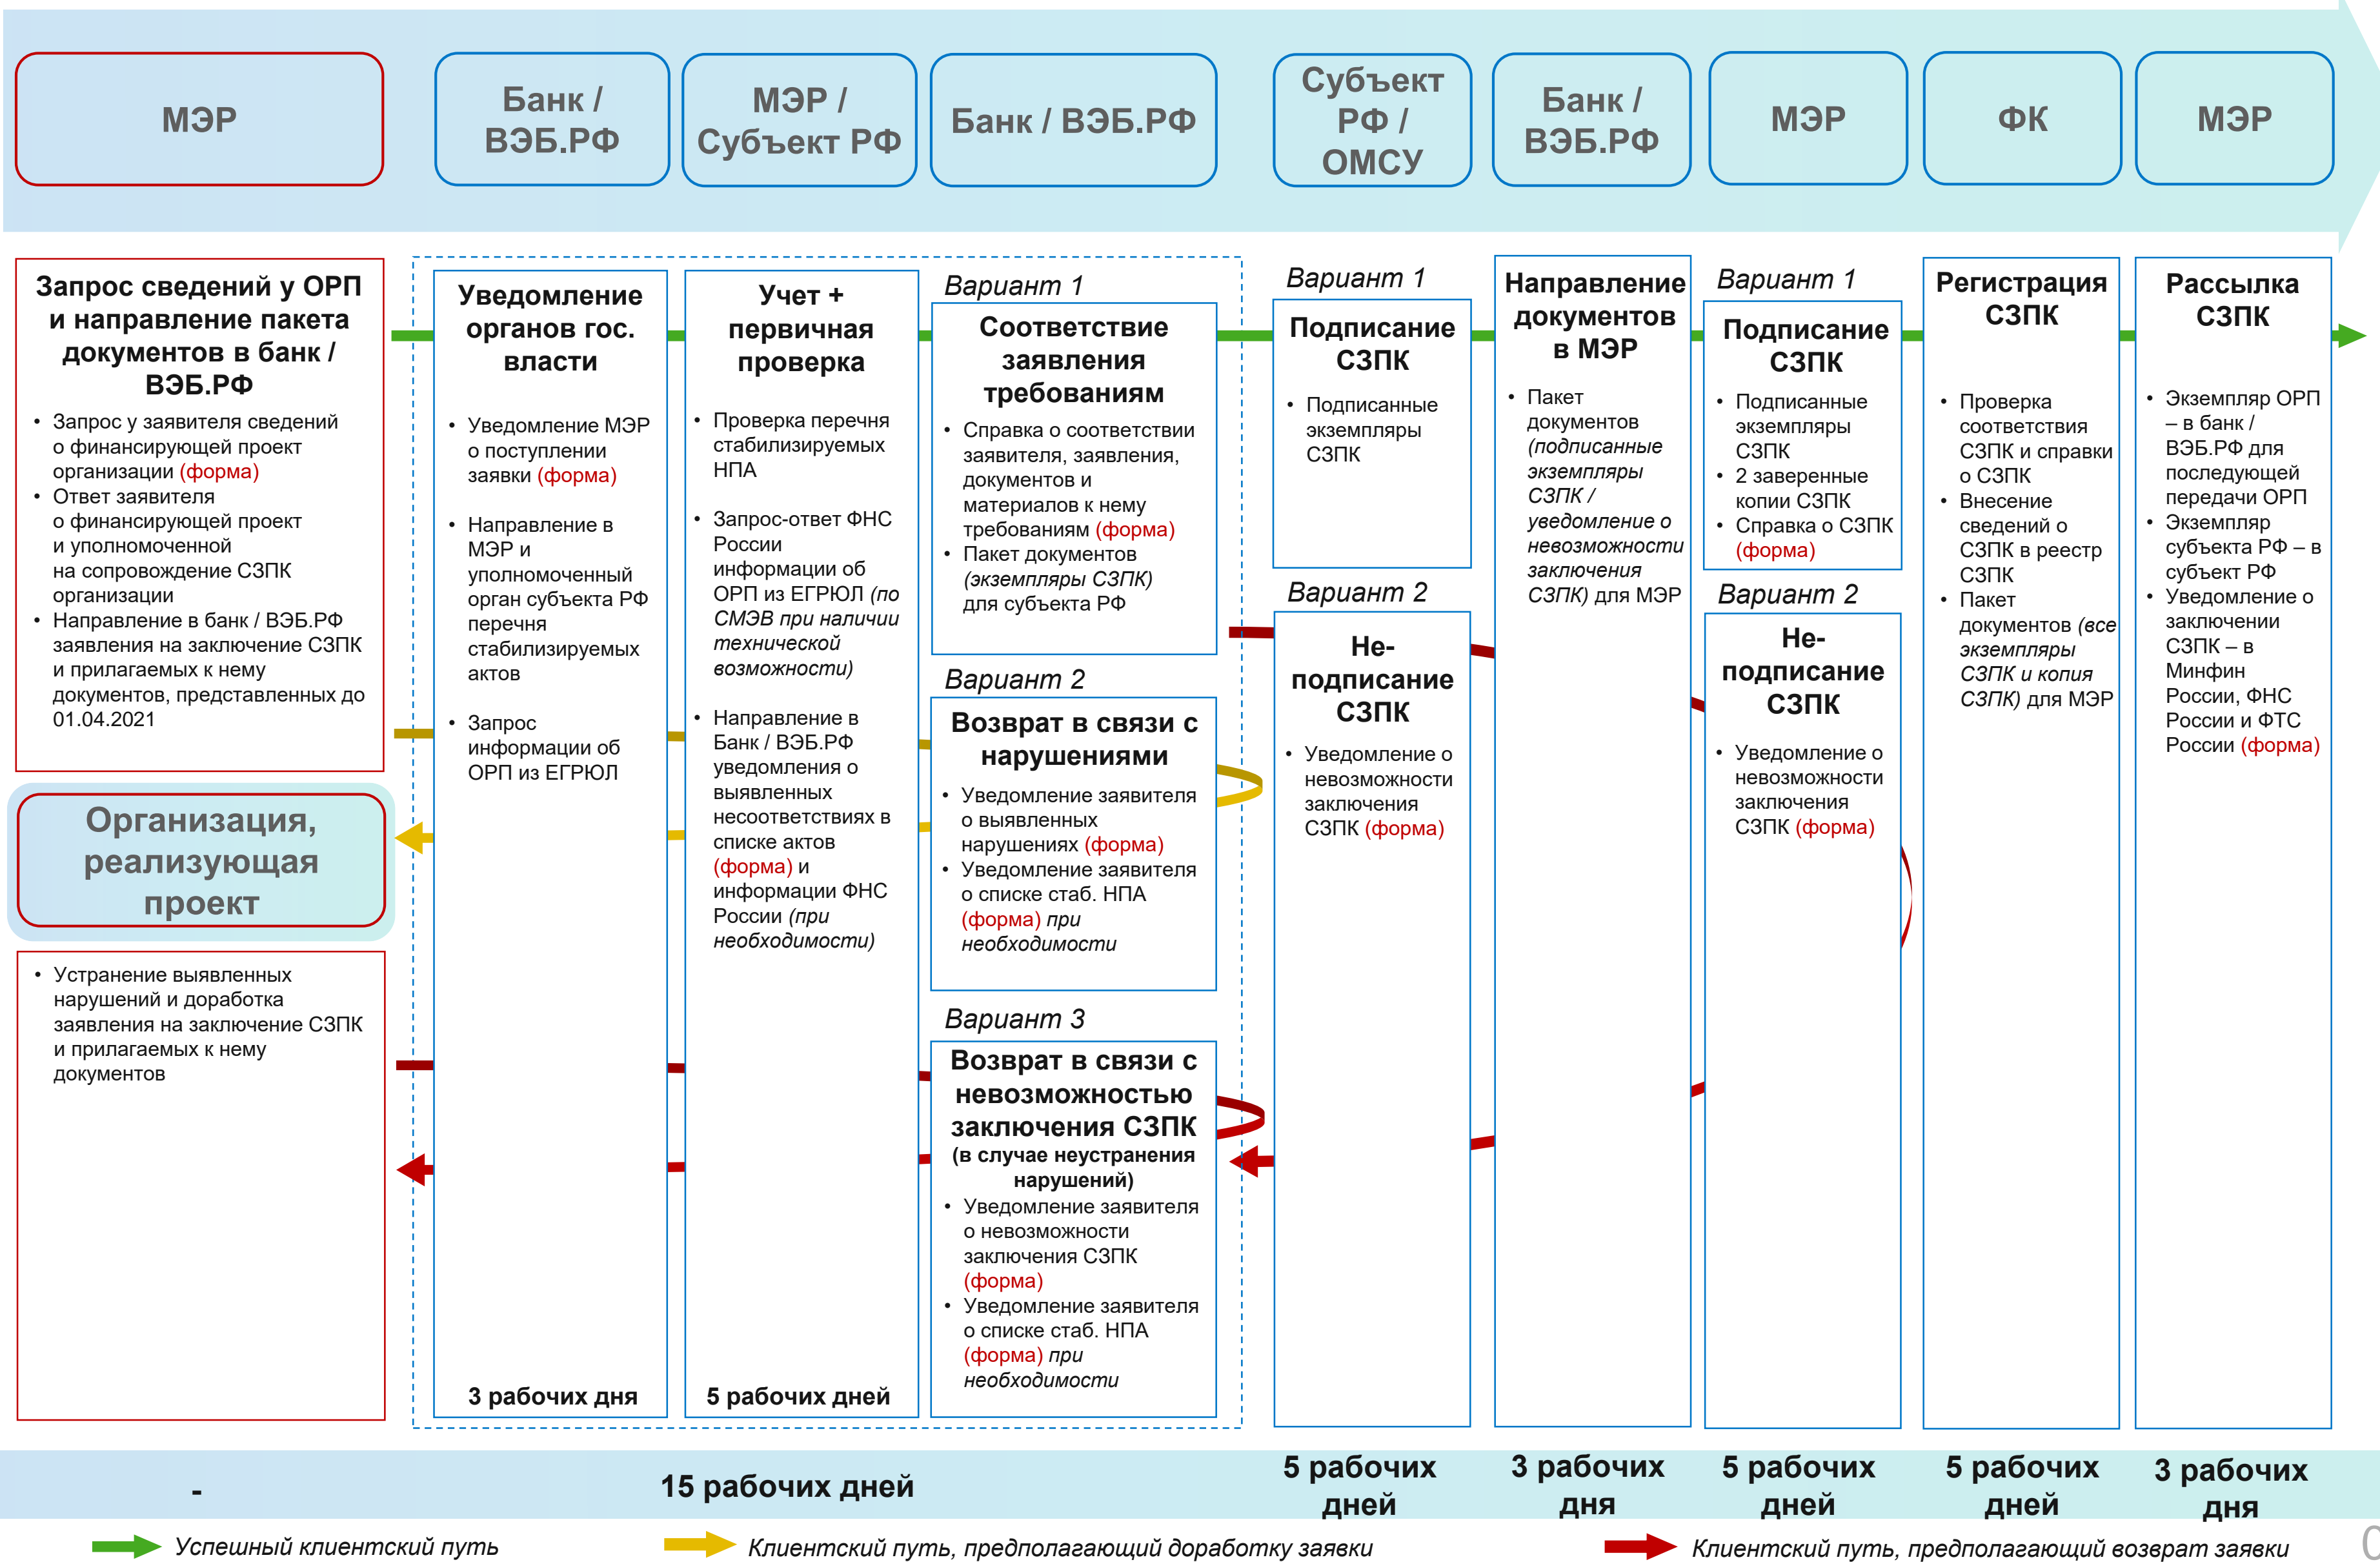 МЭР
Банк /
ВЭБ.РФ
МЭР /
Субъект РФ
Банк / ВЭБ.РФ
Субъект
РФ /
ОМСУ
Банк /
ВЭБ.РФ
МЭР
ФК
МЭР
Запрос сведений у ОРП
и направление пакета
документов в банк /
ВЭБ.РФ
• Запрос у заявителя сведений
о финансирующей проект
организации (форма)
• Ответ заявителя
о финансирующей проект
и уполномоченной
на сопровождение СЗПК
организации
• Направление в банк / ВЭБ.РФ
заявления на заключение СЗПК
и прилагаемых к нему
документов, представленных до
01.04.2021
Организация,
реализующая
проект
• Устранение выявленных
нарушений и доработка
заявления на заключение СЗПК
и прилагаемых к нему
документов
Уведомление
органов гос.
власти
• Уведомление МЭР
о поступлении
заявки (форма)
• Направление в
МЭР и
уполномоченный
орган субъекта РФ
перечня
стабилизируемых
актов
• Запрос
информации об
ОРП из ЕГРЮЛ
3 рабочих дня
Учет +
первичная
проверка
• Проверка перечня
стабилизируемых
НПА
• Запрос-ответ ФНС
России
информации об
ОРП из ЕГРЮЛ (по
СМЭВ при наличии
технической
возможности)
• Направление в
Банк / ВЭБ.РФ
уведомления о
выявленных
несоответствиях в
списке актов
(форма) и
информации ФНС
России (при
необходимости)
5 рабочих дней
Вариант 1
Соответствие
заявления
требованиям
• Справка о соответствии
заявителя, заявления,
документов и
материалов к нему
требованиям (форма)
• Пакет документов
(экземпляры СЗПК)
для субъекта РФ
Вариант 2
Возврат в связи с
нарушениями
• Уведомление заявителя
о выявленных
нарушениях (форма)
• Уведомление заявителя
о списке стаб. НПА
(форма) при
необходимости
Вариант 3
Возврат в связи с
невозможностью
заключения СЗПК
(в случае неустранения
нарушений)
• Уведомление заявителя
о невозможности
заключения СЗПК
(форма)
• Уведомление заявителя
о списке стаб. НПА
(форма) при
необходимости
Вариант 1
Подписание
СЗПК
• Подписанные
экземпляры
СЗПК
Вариант 2
Не-
подписание
СЗПК
• Уведомление о
невозможности
заключения
СЗПК (форма)
Направление
документов
в МЭР
• Пакет
документов
(подписанные
экземпляры
СЗПК /
уведомление о
невозможности
заключения
СЗПК) для МЭР
Вариант 1
Подписание
СЗПК
• Подписанные
экземпляры
СЗПК
• 2 заверенные
копии СЗПК
• Справка о СЗПК
(форма)
Вариант 2
Не-
подписание
СЗПК
• Уведомление о
невозможности
заключения
СЗПК (форма)
Регистрация
СЗПК
• Проверка
соответствия
СЗПК и справки
о СЗПК
• Внесение
сведений о
СЗПК в реестр
СЗПК
• Пакет
документов (все
экземпляры
СЗПК и копия
СЗПК) для МЭР
Рассылка
СЗПК
• Экземпляр ОРП
– в банк /
ВЭБ.РФ для
последующей
передачи ОРП
• Экземпляр
субъекта РФ – в
субъект РФ
• Уведомление о
заключении
СЗПК – в
Минфин
России, ФНС
России и ФТС
России (форма)
-
15 рабочих дней
5 рабочих
дней
3 рабочих
дня
5 рабочих
дней
5 рабочих
дней
3 рабочих
дня
Успешный клиентский путь
Клиентский путь, предполагающий доработку заявки
Клиентский путь, предполагающий возврат заявки